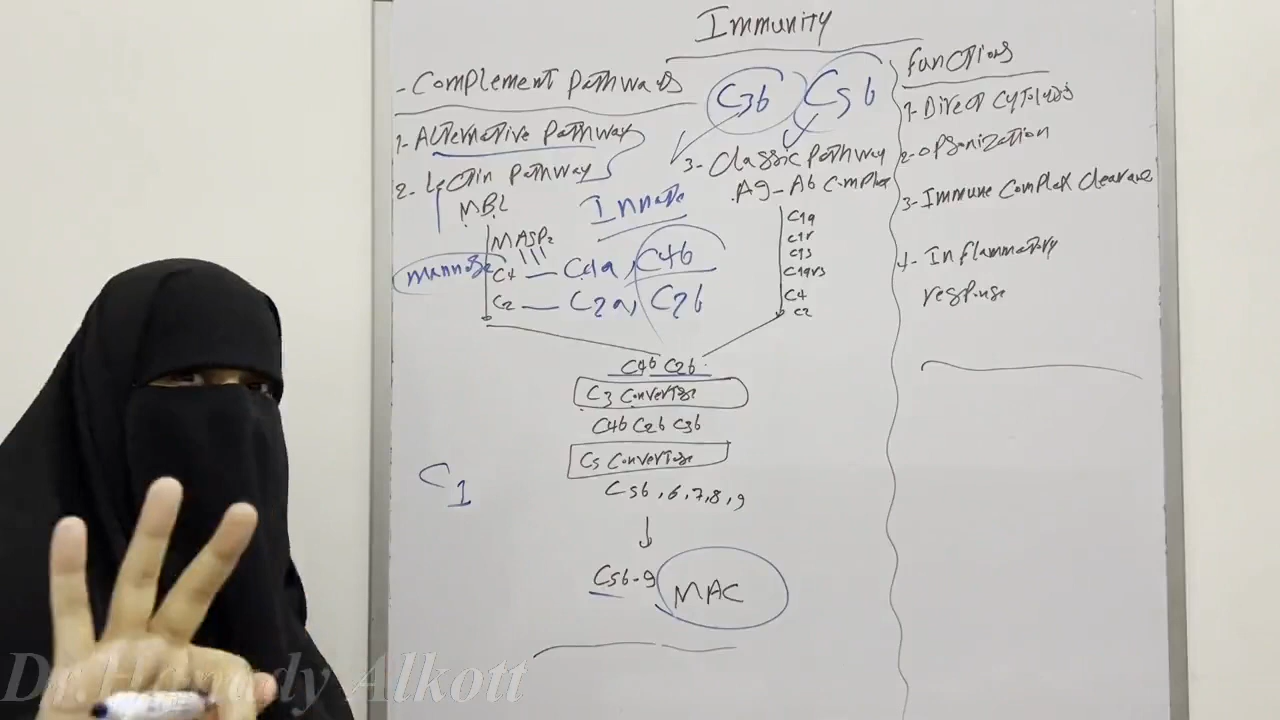 Immunity
- Complement Pathways
1- Alternative Pathway
2- Lectin Pathway
MBL
MASP2
mannose
C4 — C4a, C4b
C2 — C2a, C2b
Innate
C3b
C5b
3- Classic Pathway
Ag - Ab Complex
C1q
C1r
C1s
C1qrs
C4
C2
C4b C2b
C3 Convertase
C4b C2b C3b
C5 Convertase
C5b, 6, 7, 8, 9
C5b-9 MAC
C1
Functions
1- Direct Cytolysis
2- opsonization
3- Immune Complex Clearance
4- Inflammatory
response
Dr. Hamady Alkott